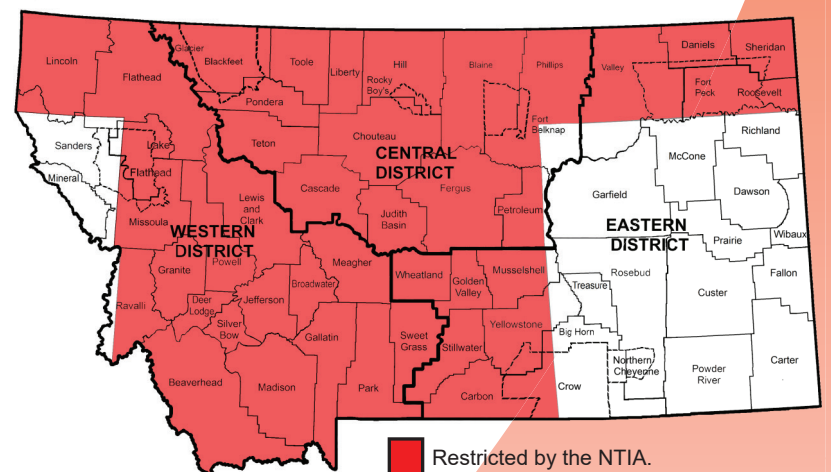 Lincoln
Flathead
Glacier
Blackfeet
Toole
Liberty
Hill
Rocky
Boy's
Blaine
Phillips
Valley
Daniels
Sheridan
Fort
Peck
Roosevelt
Pondera
Teton
Chouteau
Fort
Belknap
Sanders
Lake
Flathead
Mineral
Missoula
Lewis
and
Clark
Cascade
CENTRAL
DISTRICT
Judith
Basin
Fergus
Petroleum
Garfield
McCone
Richland
Dawson
Wibaux
Prairie
EASTERN
DISTRICT
WESTERN
DISTRICT
Powell
Granite
Ravalli
Deer
Lodge
Jefferson
Silver
Bow
Broadwater
Meagher
Wheatland
Golden
Valley
Musselshell
Rosebud
Treasure
Custer
Fallon
Gallatin
Sweet
Grass
Stillwater
Yellowstone
Big Horn
Northern
Cheyenne
Crow
Powder
River
Carter
Beaverhead
Madison
Park
Carbon
Restricted by the NTIA.